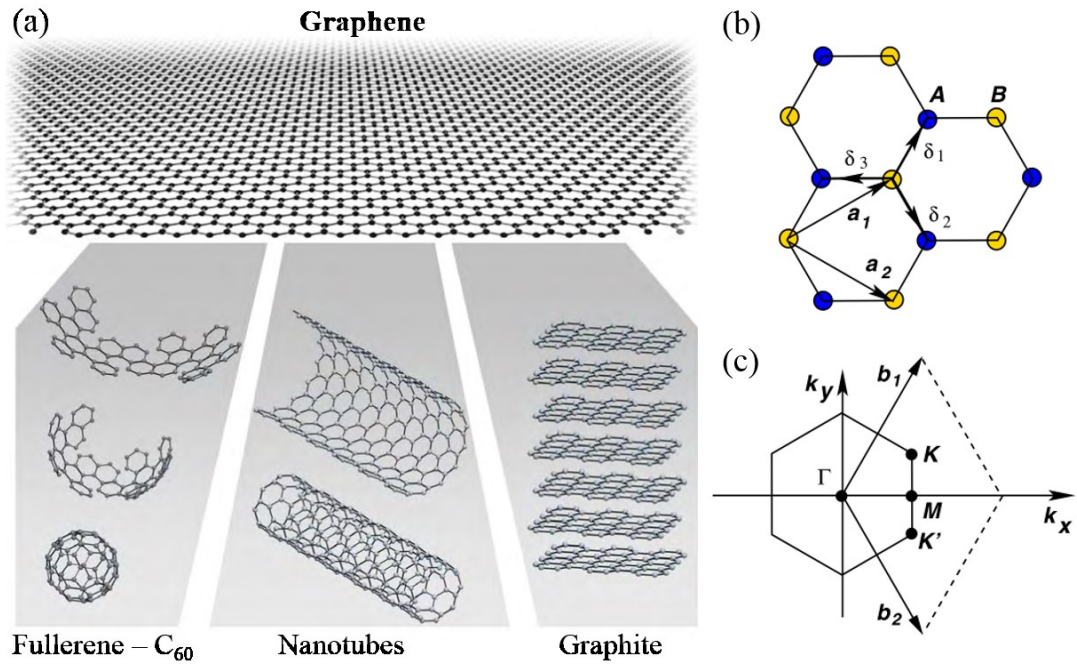 (a)
Graphene
Fullerene – C60
Nanotubes
Graphite
(b)
A B
δ1
δ3
a1
δ2
a2
(c)
b1
ky
K
Γ
M
kx
K’
b2